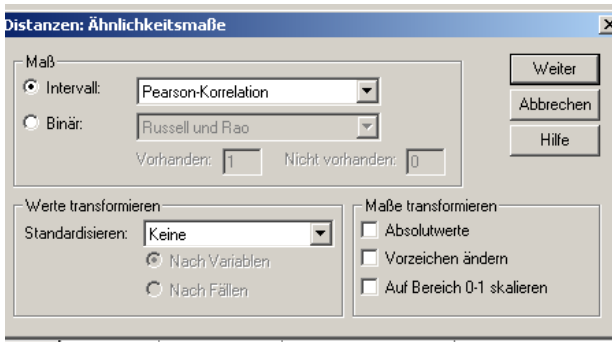 Distanzen: Ähnlichkeitsmaße
Maß
Intervall: Pearson-Korrelation
Binär: Russell und Rao
Vorhanden: 1 Nicht vorhanden: 0
Weiter
Abbrechen
Hilfe
Werte transformieren
Standardisieren: Keine
Nach Variablen
Nach Fällen
Maße transformieren
Absolutwerte
Vorzeichen ändern
Auf Bereich 0-1 skalieren